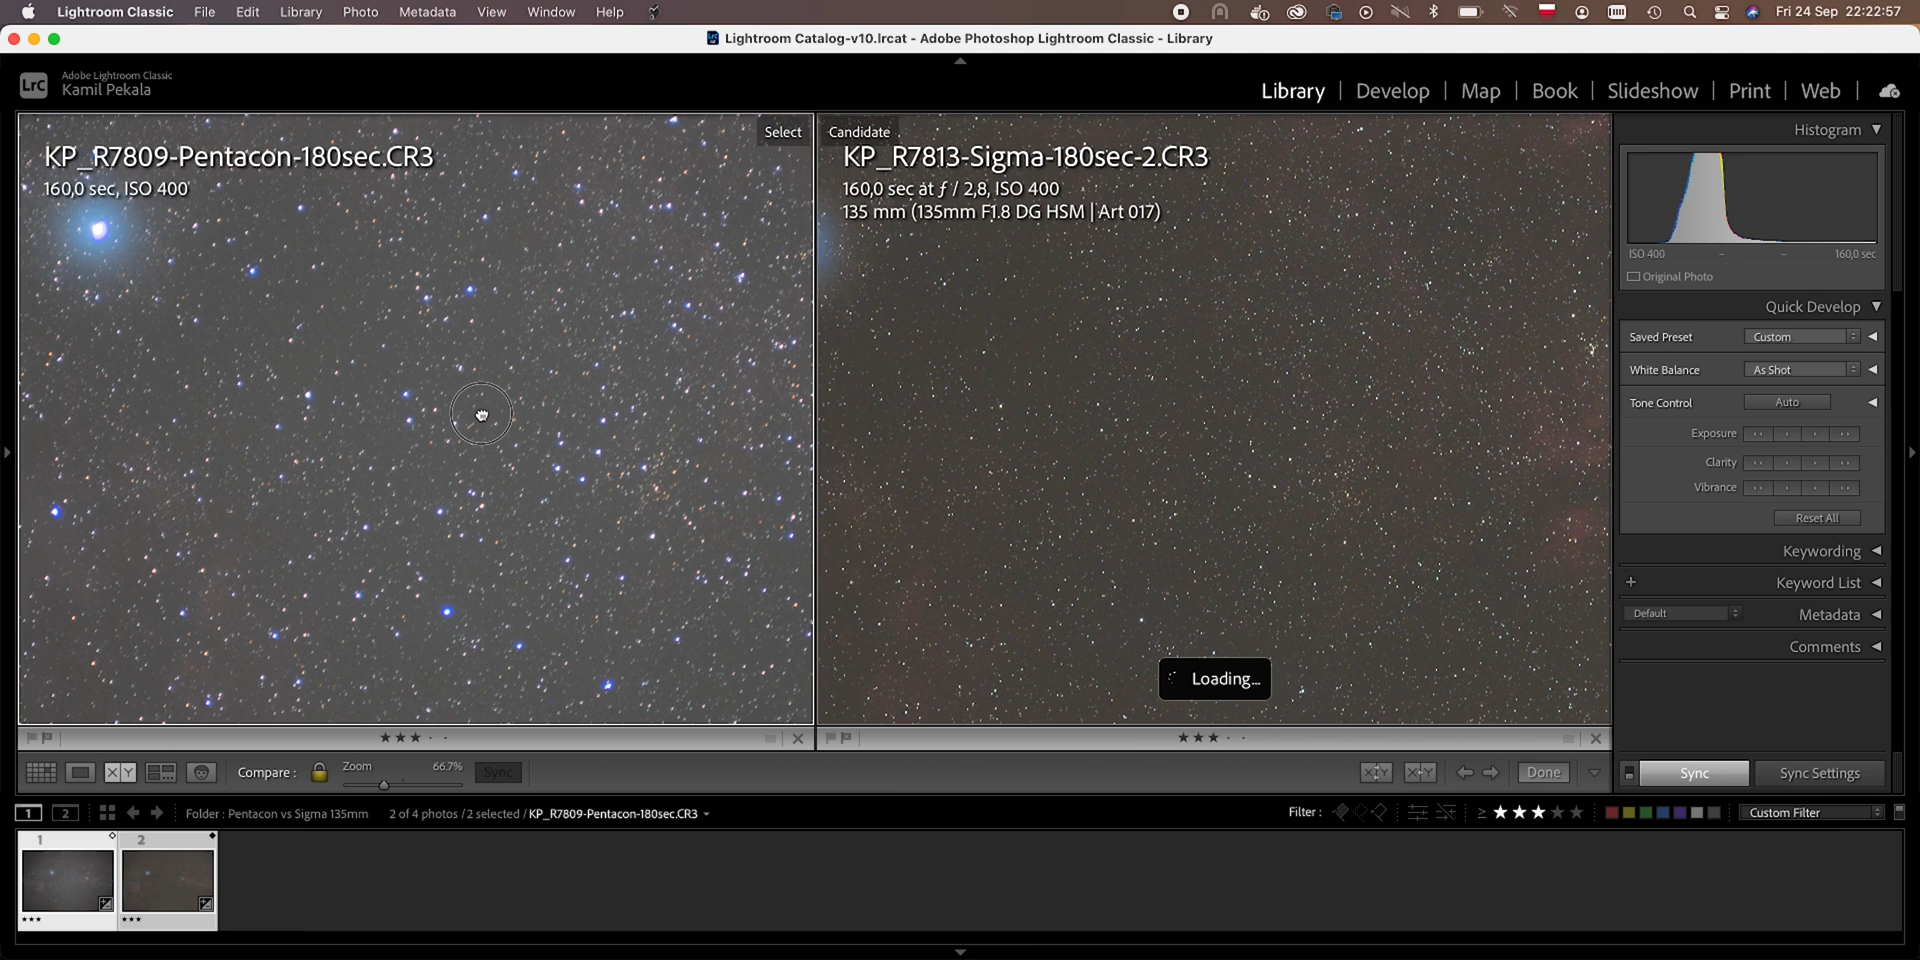 Lightroom Classic File Edit Library Photo Metadata View Window Help Fri 24 Sep 22:22:57
Lightroom Catalog-v10.lrcat - Adobe Photoshop Lightroom Classic - Library
LrC Adobe Lightroom Classic
Kamil Pekala
Library | Develop | Map | Book | Slideshow | Print | Web |
Select
KP_R7809-Pentacon-180sec.CR3
160,0 sec, ISO 400
Candidate
KP_R7813-Sigma-180sec-2.CR3
160,0 sec at ƒ / 2,8, ISO 400
135 mm (135mm F1.8 DG HSM | Art 017)
Loading...
Histogram
ISO 400 – – 160,0 sec
Original Photo
Quick Develop
Saved Preset Custom
White Balance As Shot
Tone Control Auto
Exposure
Clarity
Vibrance
Reset All
Keywording
+ Keyword List
Default Metadata
Comments
XY Compare : Zoom 66.7% Sync XY XY Done
Sync Sync Settings
1 2 Folder : Pentacon vs Sigma 135mm 2 of 4 photos / 2 selected / KP_R7809-Pentacon-180sec.CR3 Filter : ≥ ★★★★★ Custom Filter
1 2